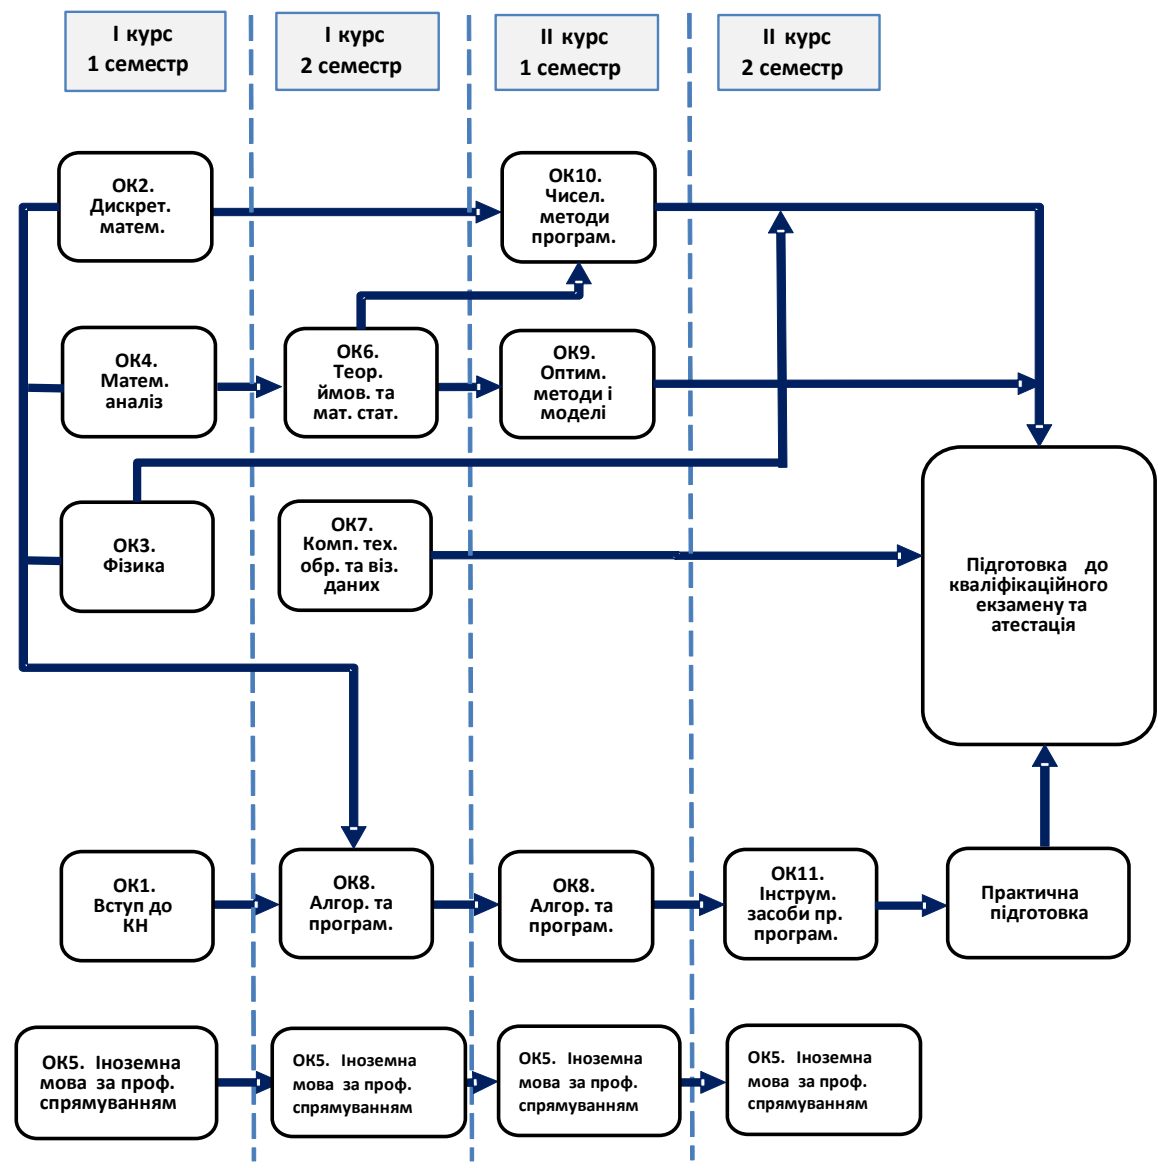 I курс
1 семестр
I курс
2 семестр
II курс
1 семестр
II курс
2 семестр
ОК2.
Дискрет.
матем.
ОК10.
Чисел.
методи
програм.
ОК4.
Матем.
аналіз
ОК6.
Теор.
ймов. та
мат. стат.
ОК9.
Оптим.
методи і
моделі
ОК3.
Фізика
ОК7.
Комп. тех.
обр. та віз.
даних
Підготовка до
кваліфікаційного
екзамену та
атестація
ОК1.
Вступ до
КН
ОК8.
Алгор. та
програм.
ОК8.
Алгор. та
програм.
ОК11.
Інструм.
засоби пр.
програм.
Практична
підготовка
ОК5. Іноземна
мова за проф.
спрямуванням
ОК5. Іноземна
мова за проф.
спрямуванням
ОК5. Іноземна
мова за проф.
спрямуванням
ОК5. Іноземна
мова за проф.
спрямуванням